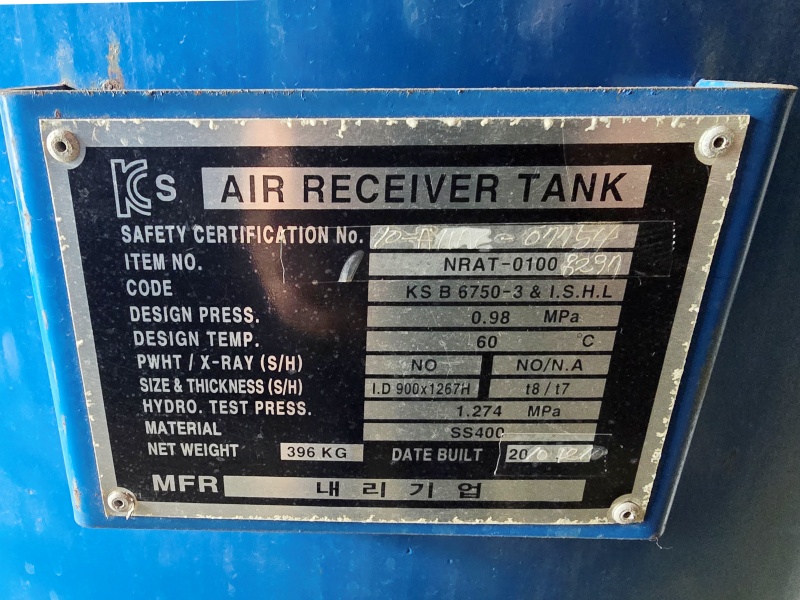 KCs AIR RECEIVER TANK
SAFETY CERTIFICATION No.
ITEM NO. NRAT-0100
CODE KS B 6750-3 & I.S.H.L
DESIGN PRESS. 0.98 MPa
DESIGN TEMP. 60 °C
PWHT / X-RAY (S/H) NO NO/N.A
SIZE & THICKNESS (S/H) I.D 900x1267H t8 / t7
HYDRO. TEST PRESS. 1.274 MPa
MATERIAL SS400
NET WEIGHT 396 KG DATE BUILT
MFR 내리기업